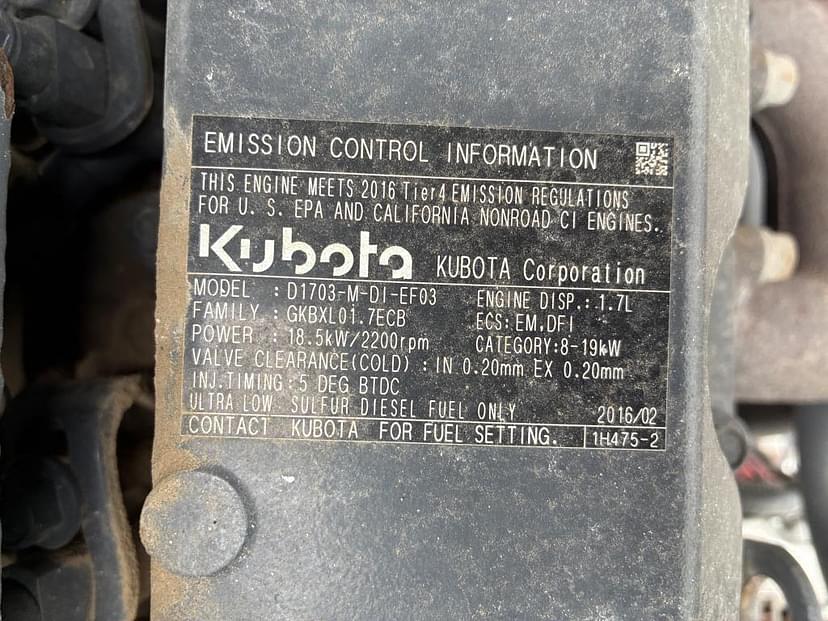 EMISSION CONTROL INFORMATION
THIS ENGINE MEETS 2016 Tier4 EMISSION REGULATIONS
FOR U. S. EPA AND CALIFORNIA NONROAD CI ENGINES.
Kubota KUBOTA Corporation
MODEL : D1703-M-DI-EF03 ENGINE DISP.: 1.7L
FAMILY : GKBXL01.7ECB ECS: EM,DFI
POWER : 18.5kW/2200rpm CATEGORY:8-19kW
VALVE CLEARANCE(COLD) : IN 0.20mm EX 0.20mm
INJ.TIMING:5 DEG BTDC
ULTRA LOW SULFUR DIESEL FUEL ONLY 2016/02
CONTACT KUBOTA FOR FUEL SETTING. 1H475-2